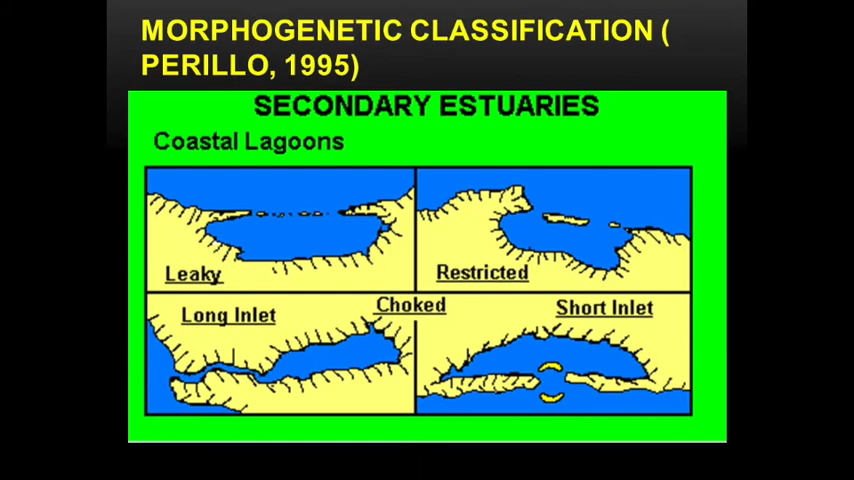 MORPHOGENETIC CLASSIFICATION (
PERILLO, 1995)
SECONDARY ESTUARIES
Coastal Lagoons
Leaky
Restricted
Long Inlet
Choked
Short Inlet